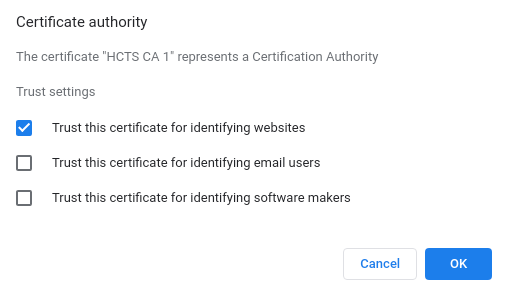 Certificate authority
The certificate "HCTS CA 1" represents a Certification Authority
Trust settings
Trust this certificate for identifying websites
Trust this certificate for identifying email users
Trust this certificate for identifying software makers
Cancel OK